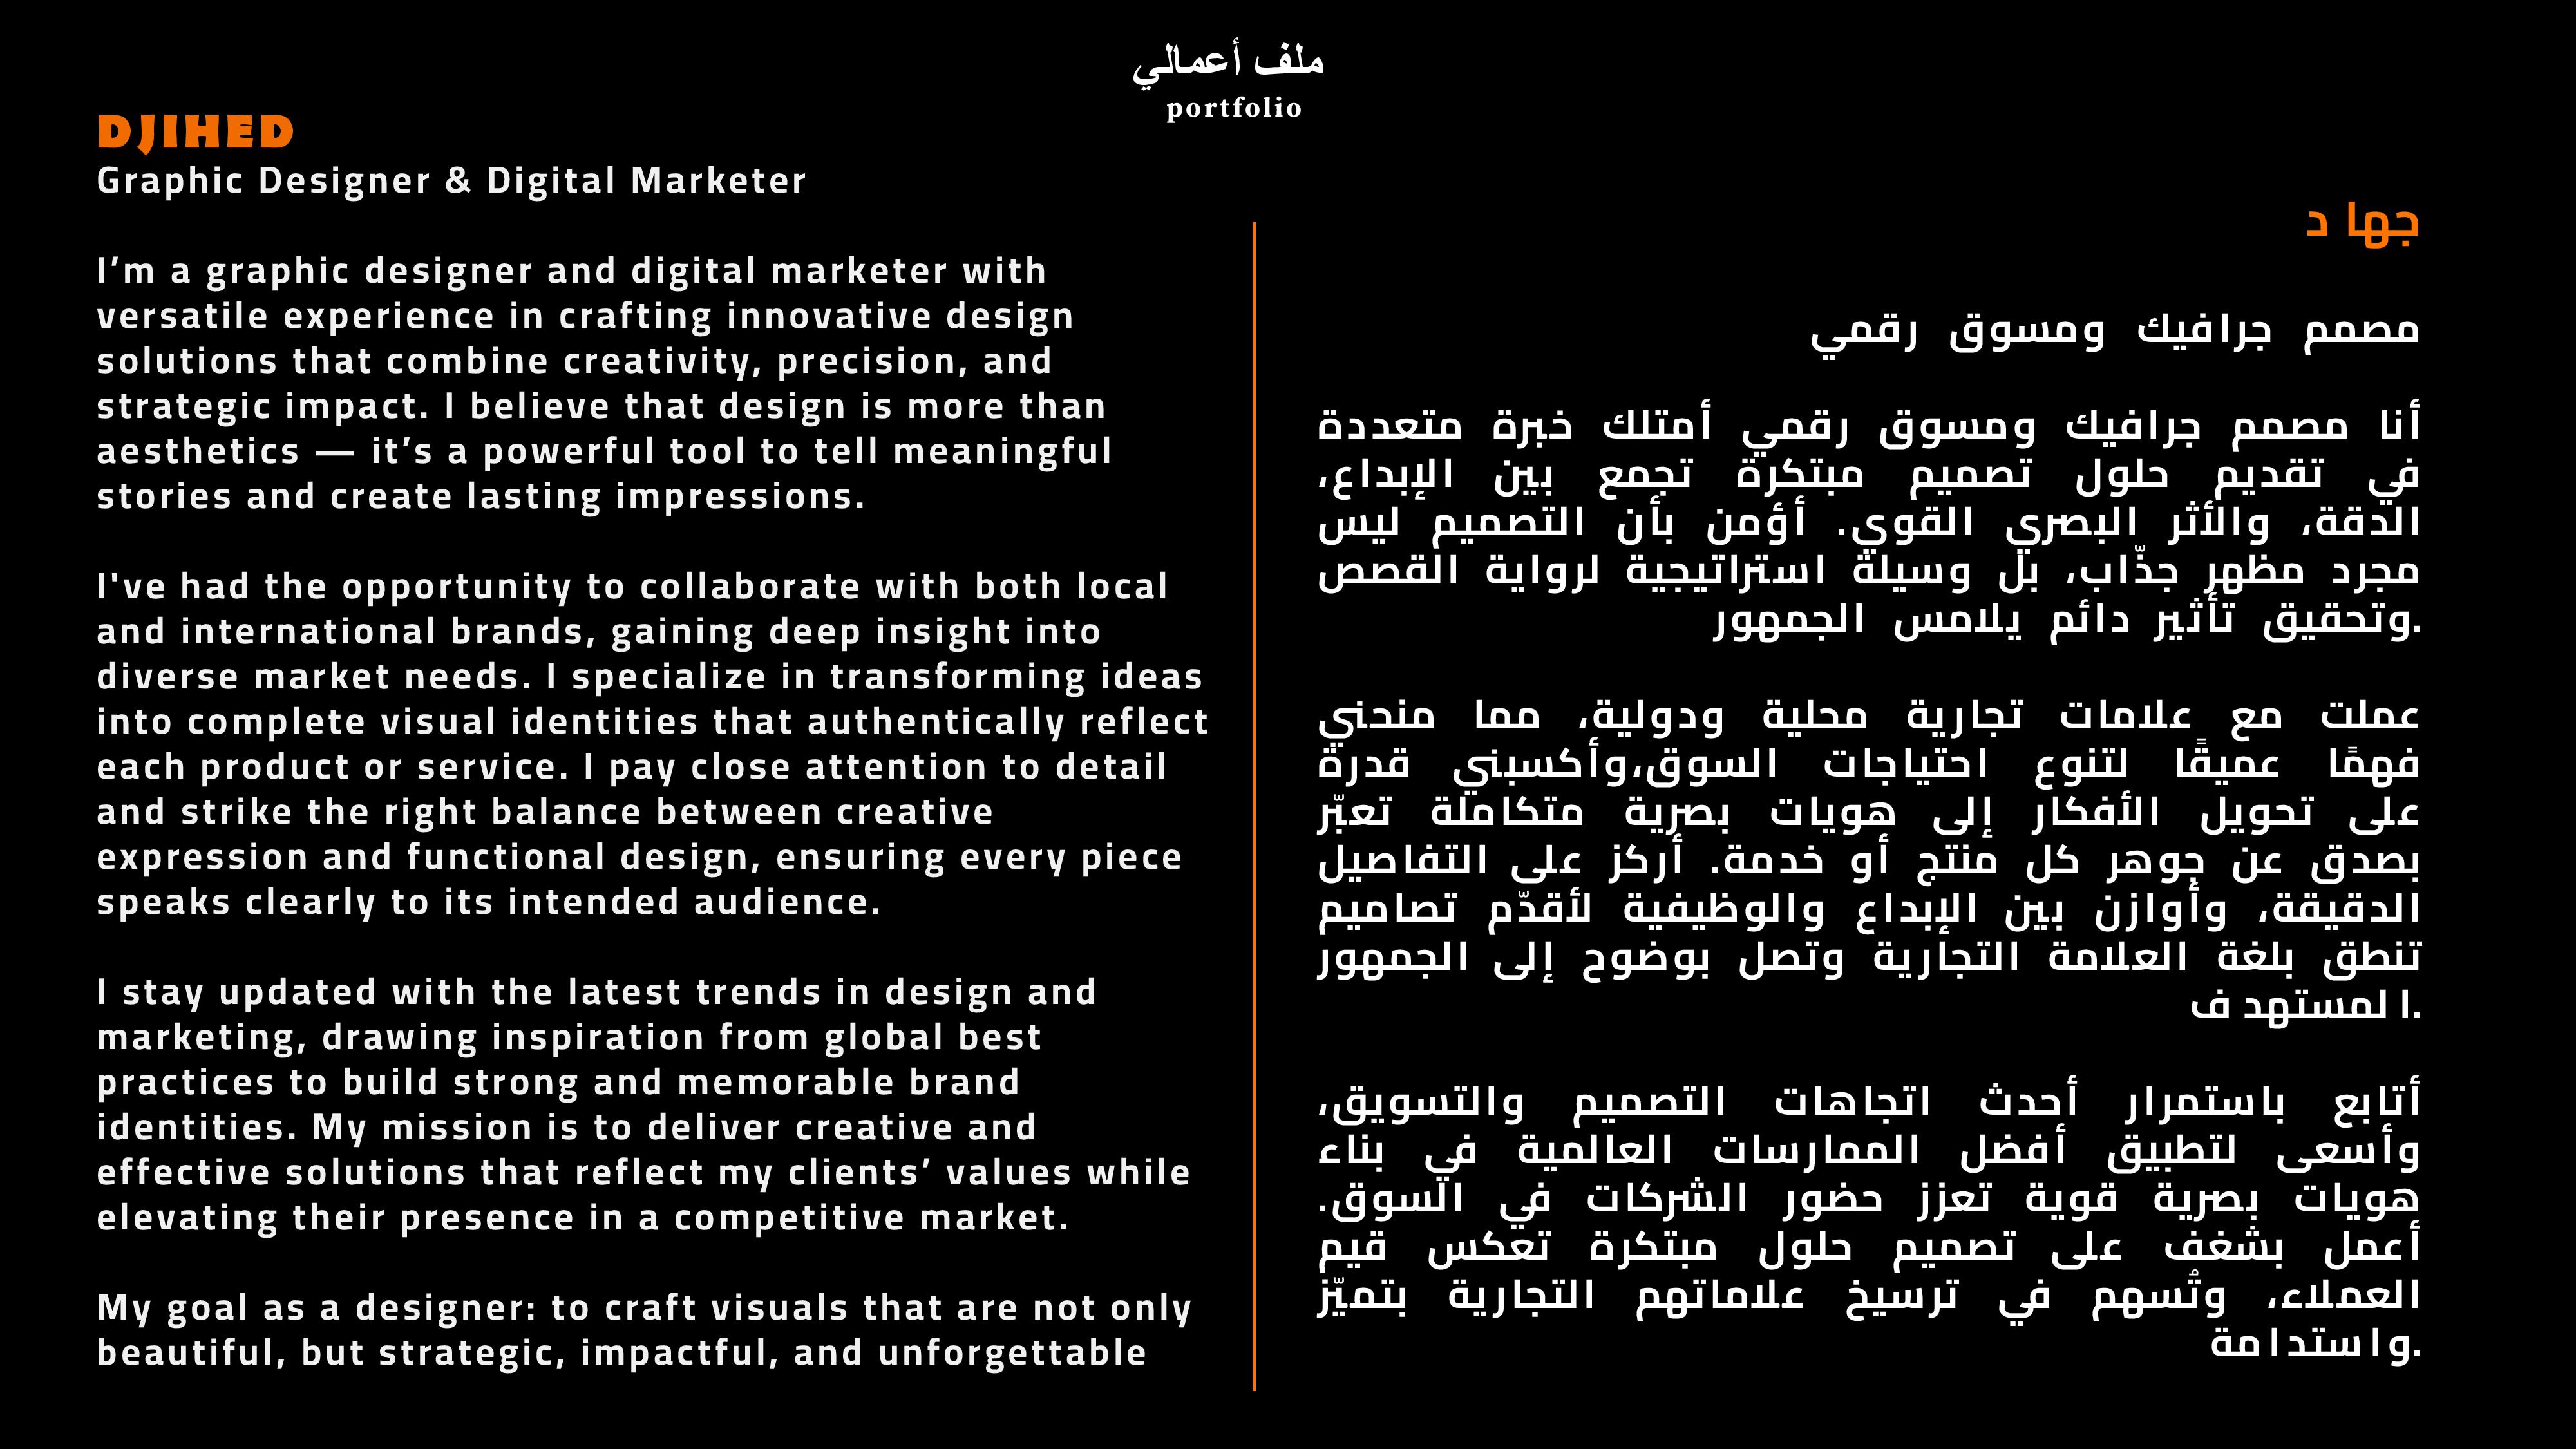 ملف أعمالي
portfolio
DJIHED
Graphic Designer & Digital Marketer
I’m a graphic designer and digital marketer with
versatile experience in crafting innovative design
solutions that combine creativity, precision, and
strategic impact. I believe that design is more than
aesthetics — it’s a powerful tool to tell meaningful
stories and create lasting impressions.
I've had the opportunity to collaborate with both local
and international brands, gaining deep insight into
diverse market needs. I specialize in transforming ideas
into complete visual identities that authentically reflect
each product or service. I pay close attention to detail
and strike the right balance between creative
expression and functional design, ensuring every piece
speaks clearly to its intended audience.
I stay updated with the latest trends in design and
marketing, drawing inspiration from global best
practices to build strong and memorable brand
identities. My mission is to deliver creative and
effective solutions that reflect my clients’ values while
elevating their presence in a competitive market.
My goal as a designer: to craft visuals that are not only
beautiful, but strategic, impactful, and unforgettable
جهاد
مصمم جرافيك ومسوق رقمي
أنا مصمم جرافيك ومسوق رقمي أمتلك خبرة متعددة
في تقديم حلول تصميم مبتكرة تجمع بين الإبداع،
الدقة، والأثر البصري القوي. أؤمن بأن التصميم ليس
مجرد مظهر جذّاب، بل وسيلة استراتيجية لرواية القصص
.وتحقيق تأثير دائم يلامس الجمهور
عملت مع علامات تجارية محلية ودولية، مما منحني
فهمًا عميقًا لتنوع احتياجات السوق،وأكسبني قدرة
على تحويل الأفكار إلى هويات بصرية متكاملة تعبّر
بصدق عن جوهر كل منتج أو خدمة. أركز على التفاصيل
الدقيقة، وأوازن بين الإبداع والوظيفية لأقدّم تصاميم
تنطق بلغة العلامة التجارية وتصل بوضوح إلى الجمهور
.المستهدف
أتابع باستمرار أحدث اتجاهات التصميم والتسويق،
وأسعى لتطبيق أفضل الممارسات العالمية في بناء
هويات بصرية قوية تعزز حضور الشركات في السوق.
أعمل بشغف على تصميم حلول مبتكرة تعكس قيم
العملاء، وتُسهم في ترسيخ علاماتهم التجارية بتميّز
.واستدامة